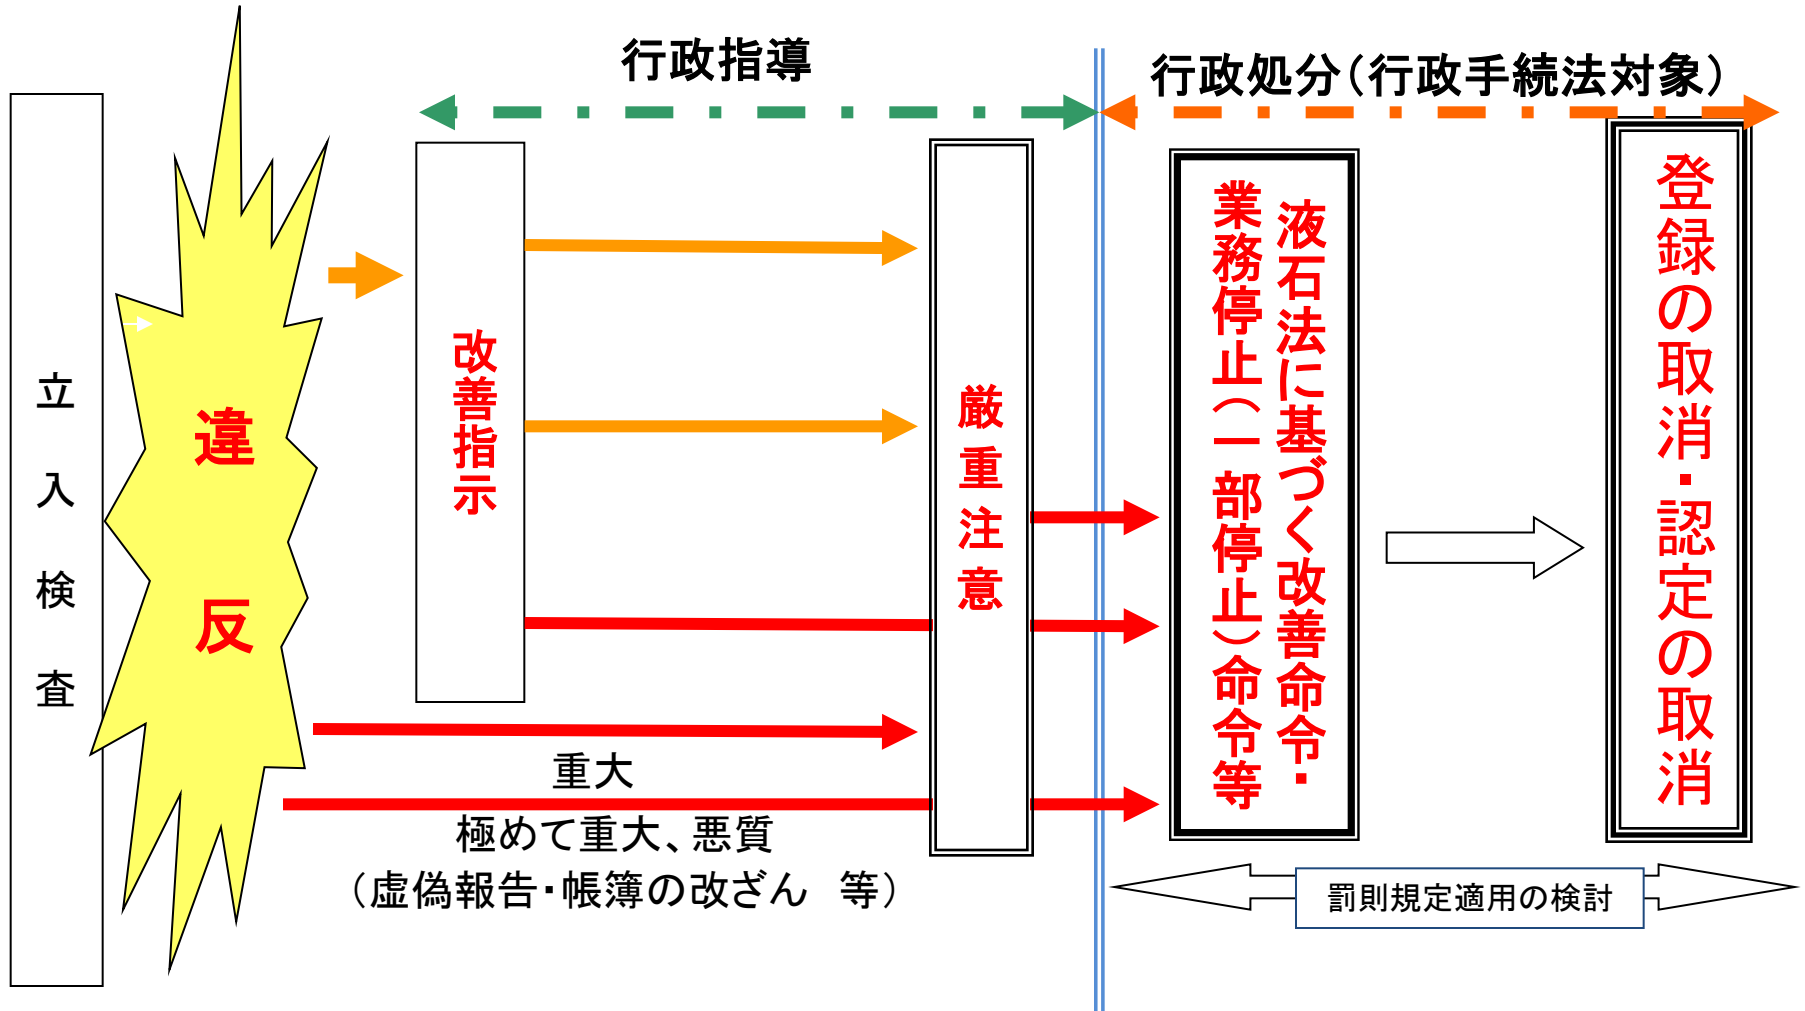 行政指導
行政処分（行政手続法対象）
立入検査
違反
改善指示
厳重注意
液石法に基づく改善命令・
業務停止（一部停止）命令等
登録の取消・認定の取消
重大
極めて重大、悪質
（虚偽報告・帳簿の改ざん　等）
罰則規定適用の検討